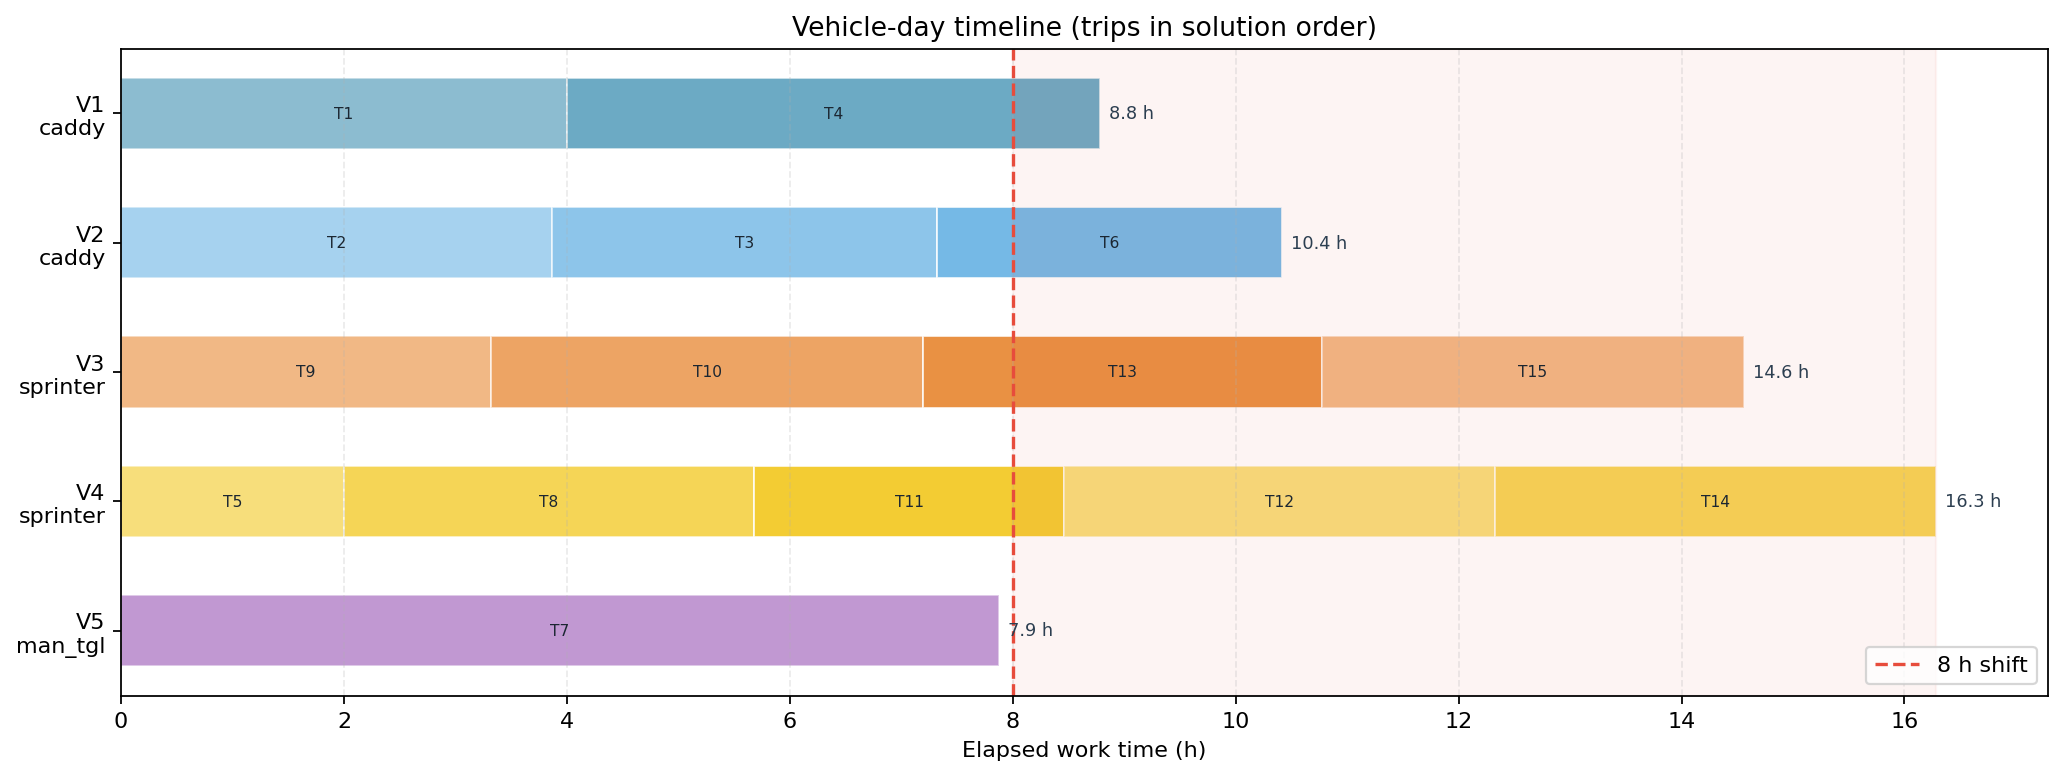 Vehicle-day timeline (trips in solution order)
V1
caddy
T1
T4
8.8 h
V2
caddy
T2
T3
T6
10.4 h
V3
sprinter
T9
T10
T13
T15
14.6 h
V4
sprinter
T5
T8
T11
T12
T14
16.3 h
V5
man_tgl
T7
7.9 h
8 h shift
0 2 4 6 8 10 12 14 16
Elapsed work time (h)